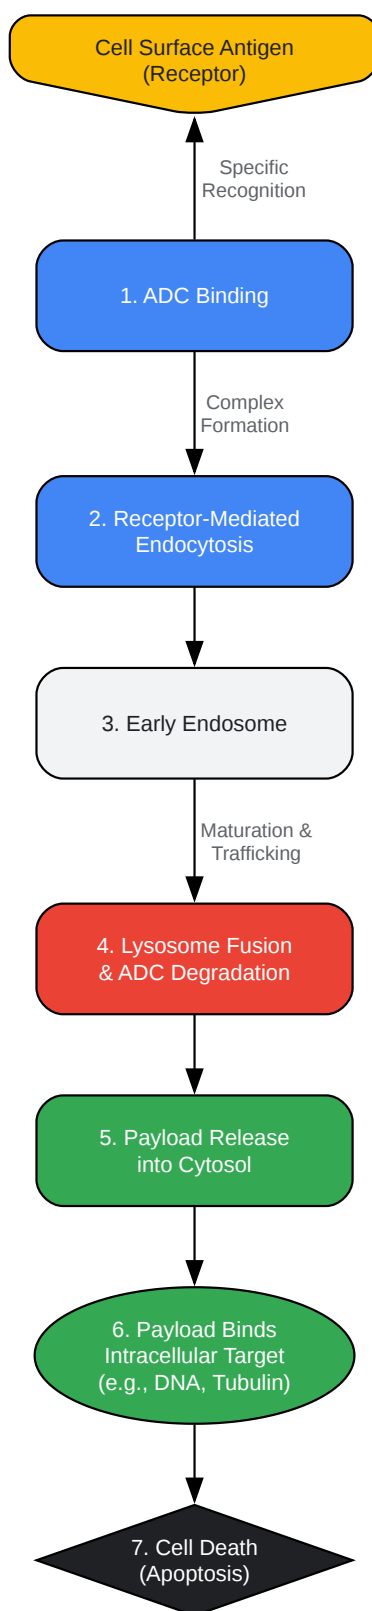 Cell Surface Antigen
(Receptor)
Specific
Recognition
1. ADC Binding
Complex
Formation
2. Receptor-Mediated
Endocytosis
3. Early Endosome
Maturation &
Trafficking
4. Lysosome Fusion
& ADC Degradation
5. Payload Release
into Cytosol
6. Payload Binds
Intracellular Target
(e.g., DNA, Tubulin)
7. Cell Death
(Apoptosis)